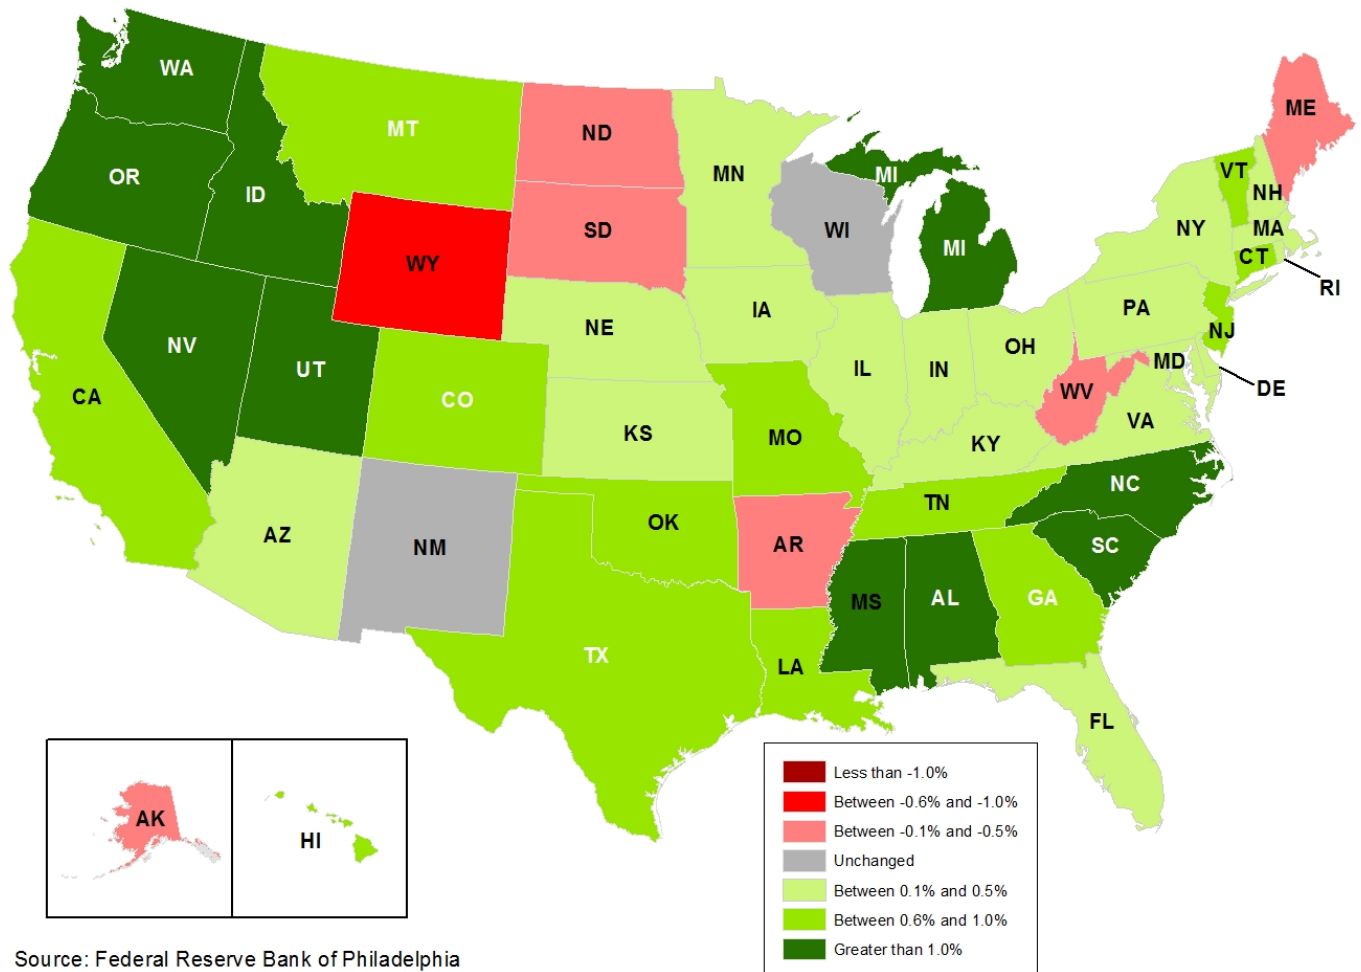 WA
MT
ND
MN
ME
OR
ID
SD
WI
MI
MI
VT
NH
NY
MA
CT
RI
WY
NE
IA
PA
NV
UT
CO
CA
KS
MO
IL
IN
OH
NJ
MD
DE
WV
VA
KY
AZ
NM
OK
AR
TN
NC
SC
MS
AL
GA
TX
LA
FL
AK
HI
Less than -1.0%
Between -0.6% and -1.0%
Between -0.1% and -0.5%
Unchanged
Between 0.1% and 0.5%
Between 0.6% and 1.0%
Greater than 1.0%
Source: Federal Reserve Bank of Philadelphia